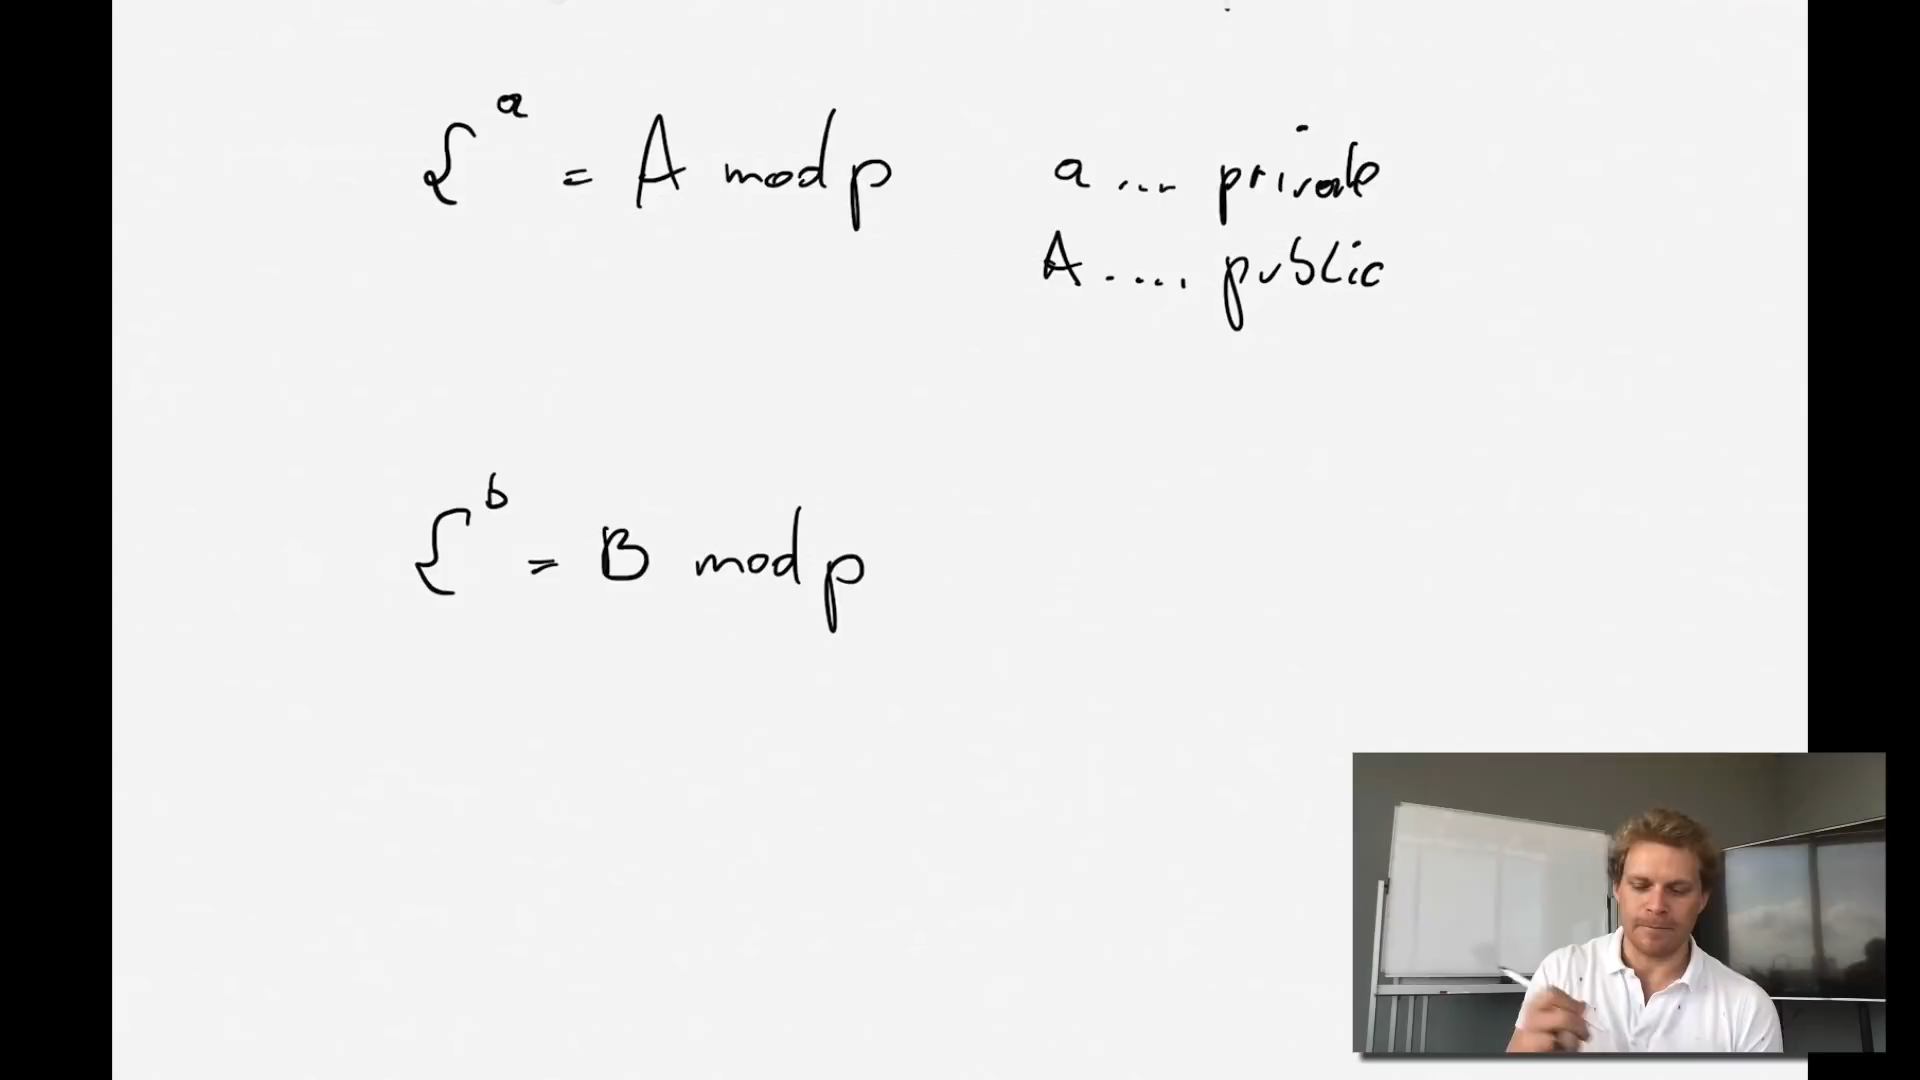 ξ^a = A mod p
a ... private
A .... public
ξ^b = B mod p